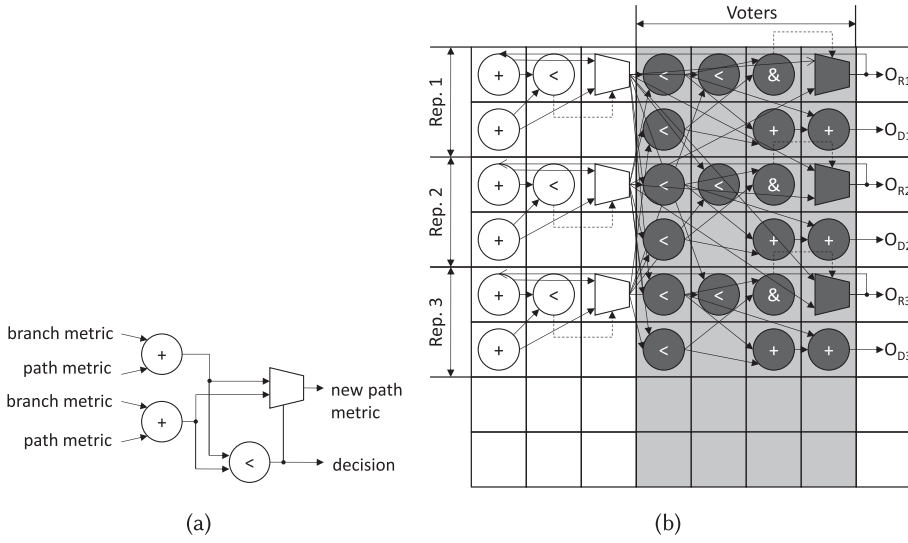 Voters
Rep. 1
+
<
<
<
&
O_R1
+
<
+
+
O_D1
Rep. 2
+
<
<
<
&
O_R2
+
<
+
+
O_D2
Rep. 3
+
<
<
<
&
O_R3
+
<
+
+
O_D3
branch metric
+
path metric
branch metric
+
path metric
<
new path
metric
decision
(a)
(b)